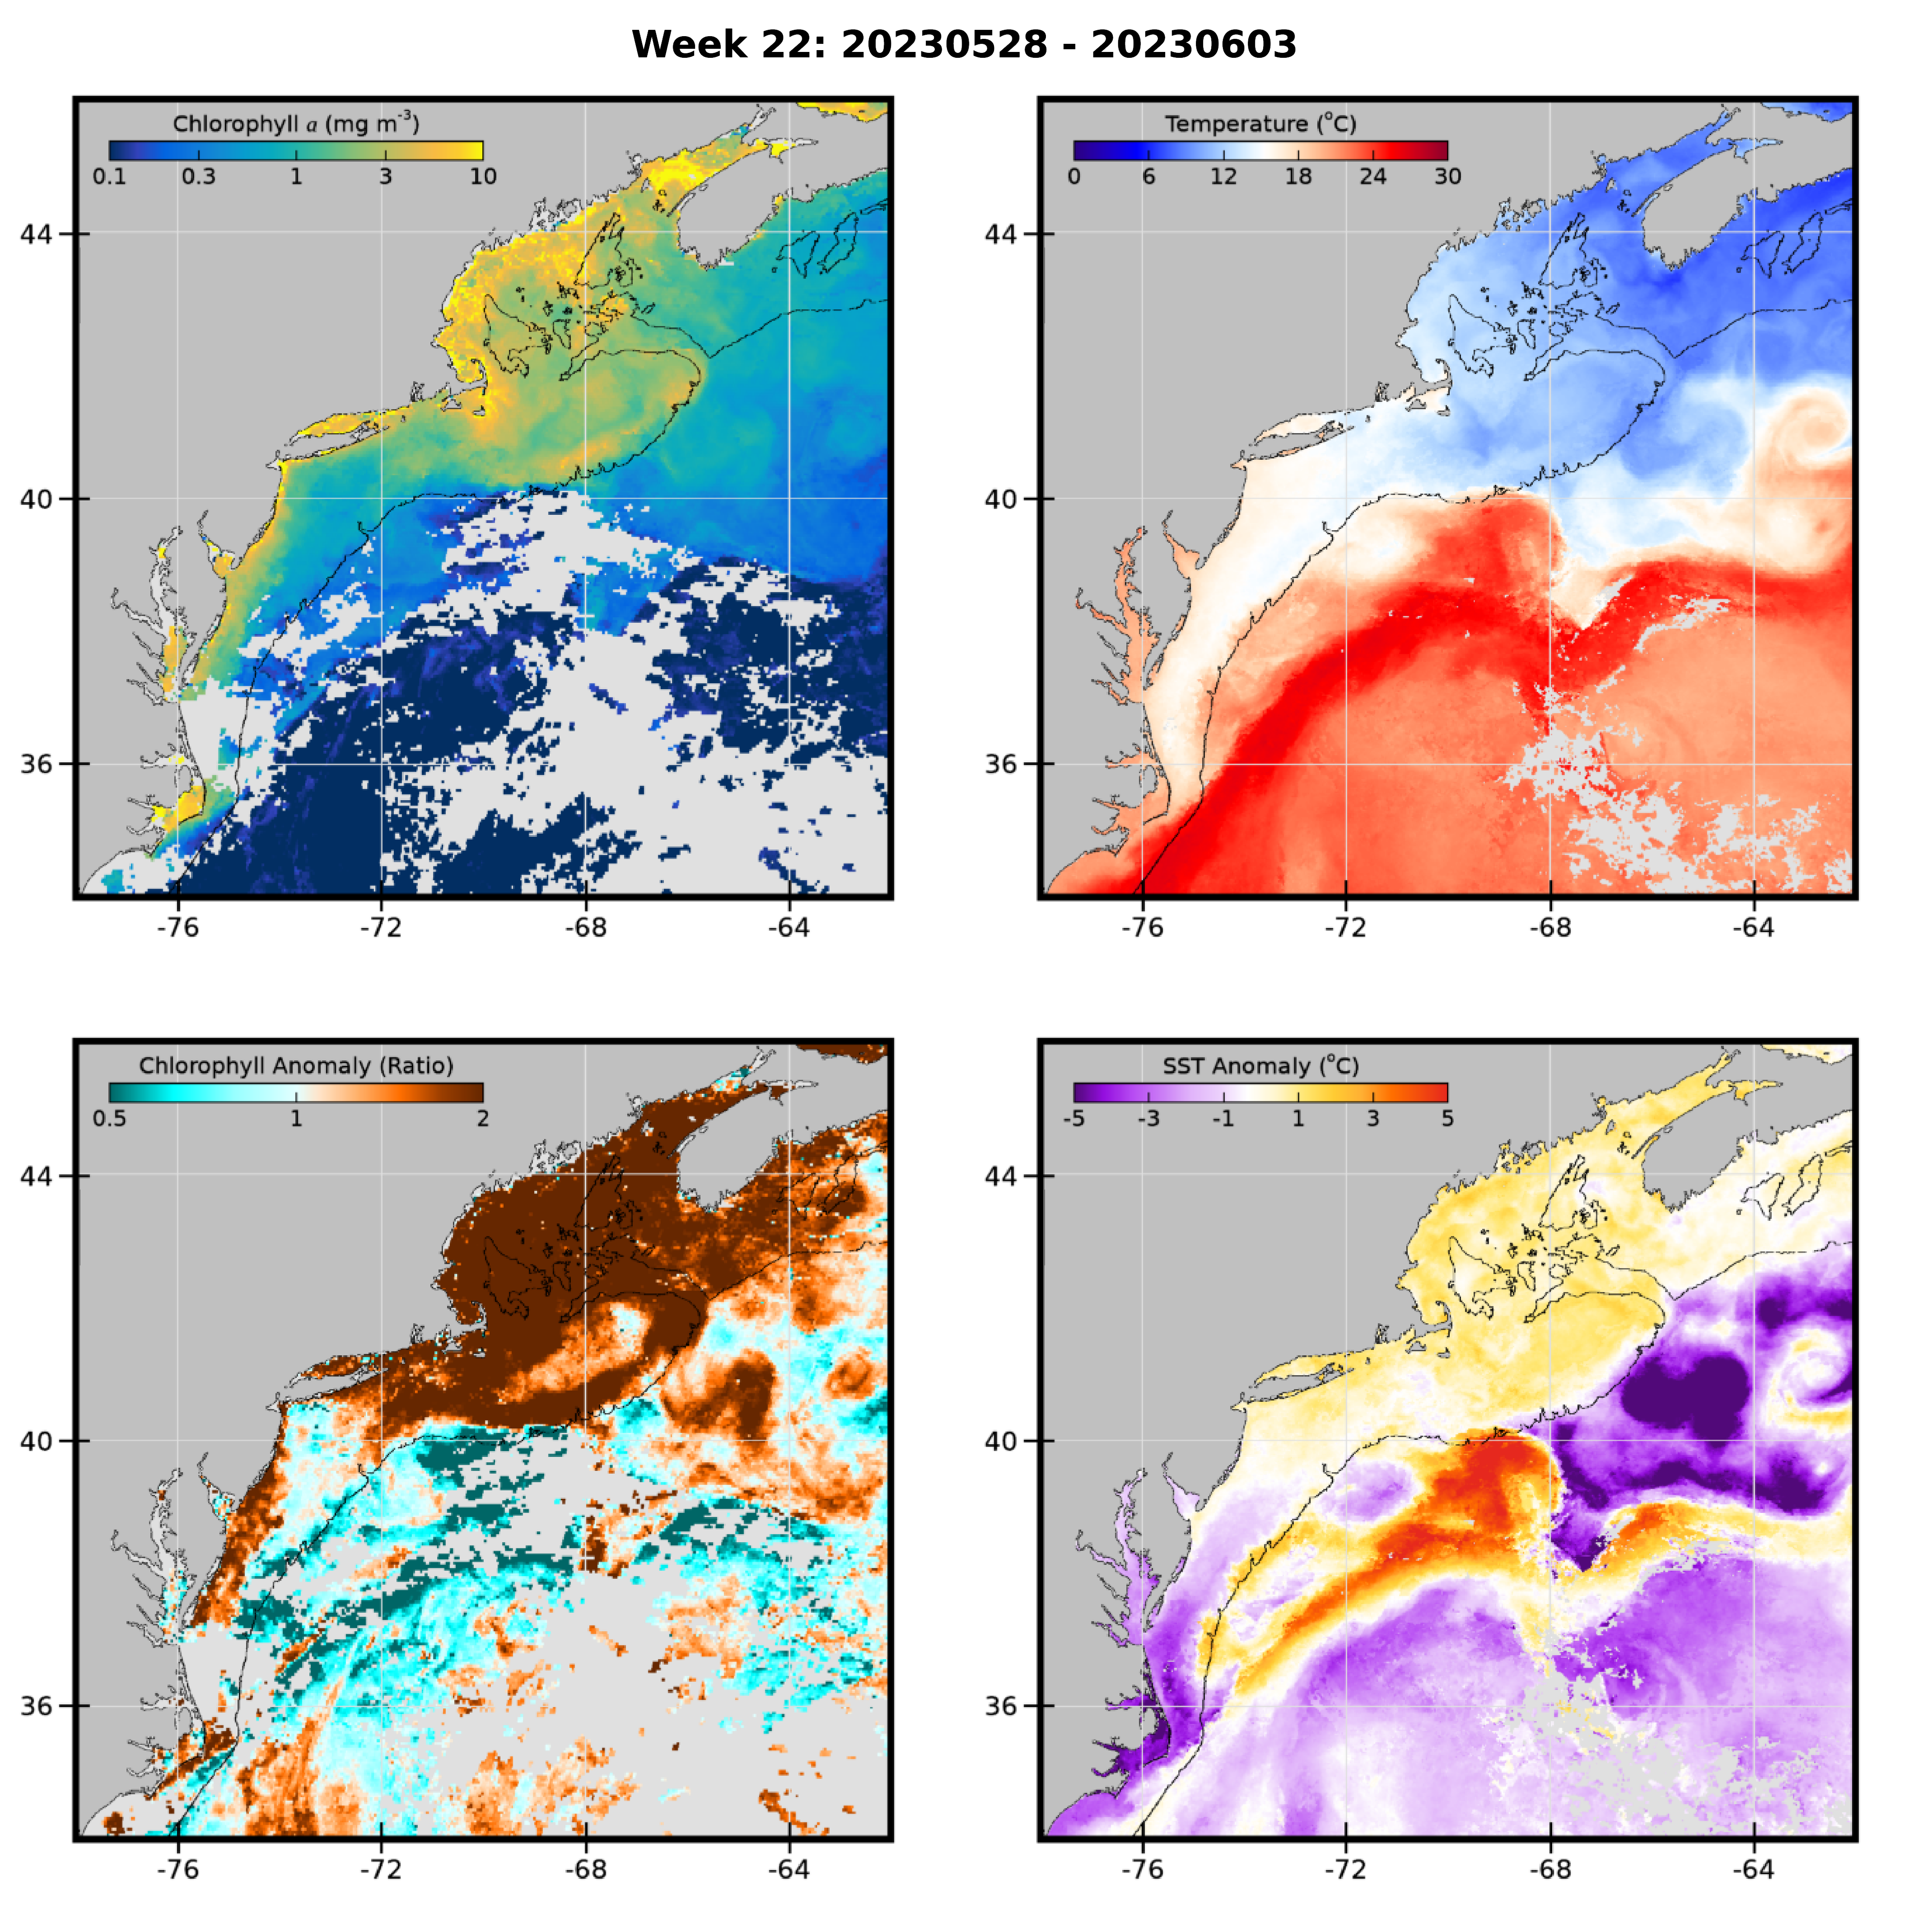 Week 22: 20230528 - 20230603
Chlorophyll a (mg m⁻³)
0.1 0.3 1 3 10
44
40
36
-76 -72 -68 -64
Temperature (°C)
0 6 12 18 24 30
44
40
36
-76 -72 -68 -64
Chlorophyll Anomaly (Ratio)
0.5 1 2
44
40
36
-76 -72 -68 -64
SST Anomaly (°C)
-5 -3 -1 1 3 5
44
40
36
-76 -72 -68 -64